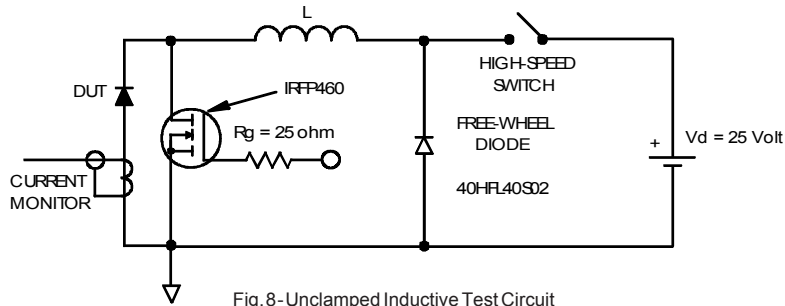 L
HIGH-SPEED
SWITCH
DUT
IRFP460
Rg = 25 ohm
FREE-WHEEL
DIODE
+
Vd = 25 Volt
CURRENT
MONITOR
40HFL40S02
Fig. 8 - Unclamped Inductive Test Circuit